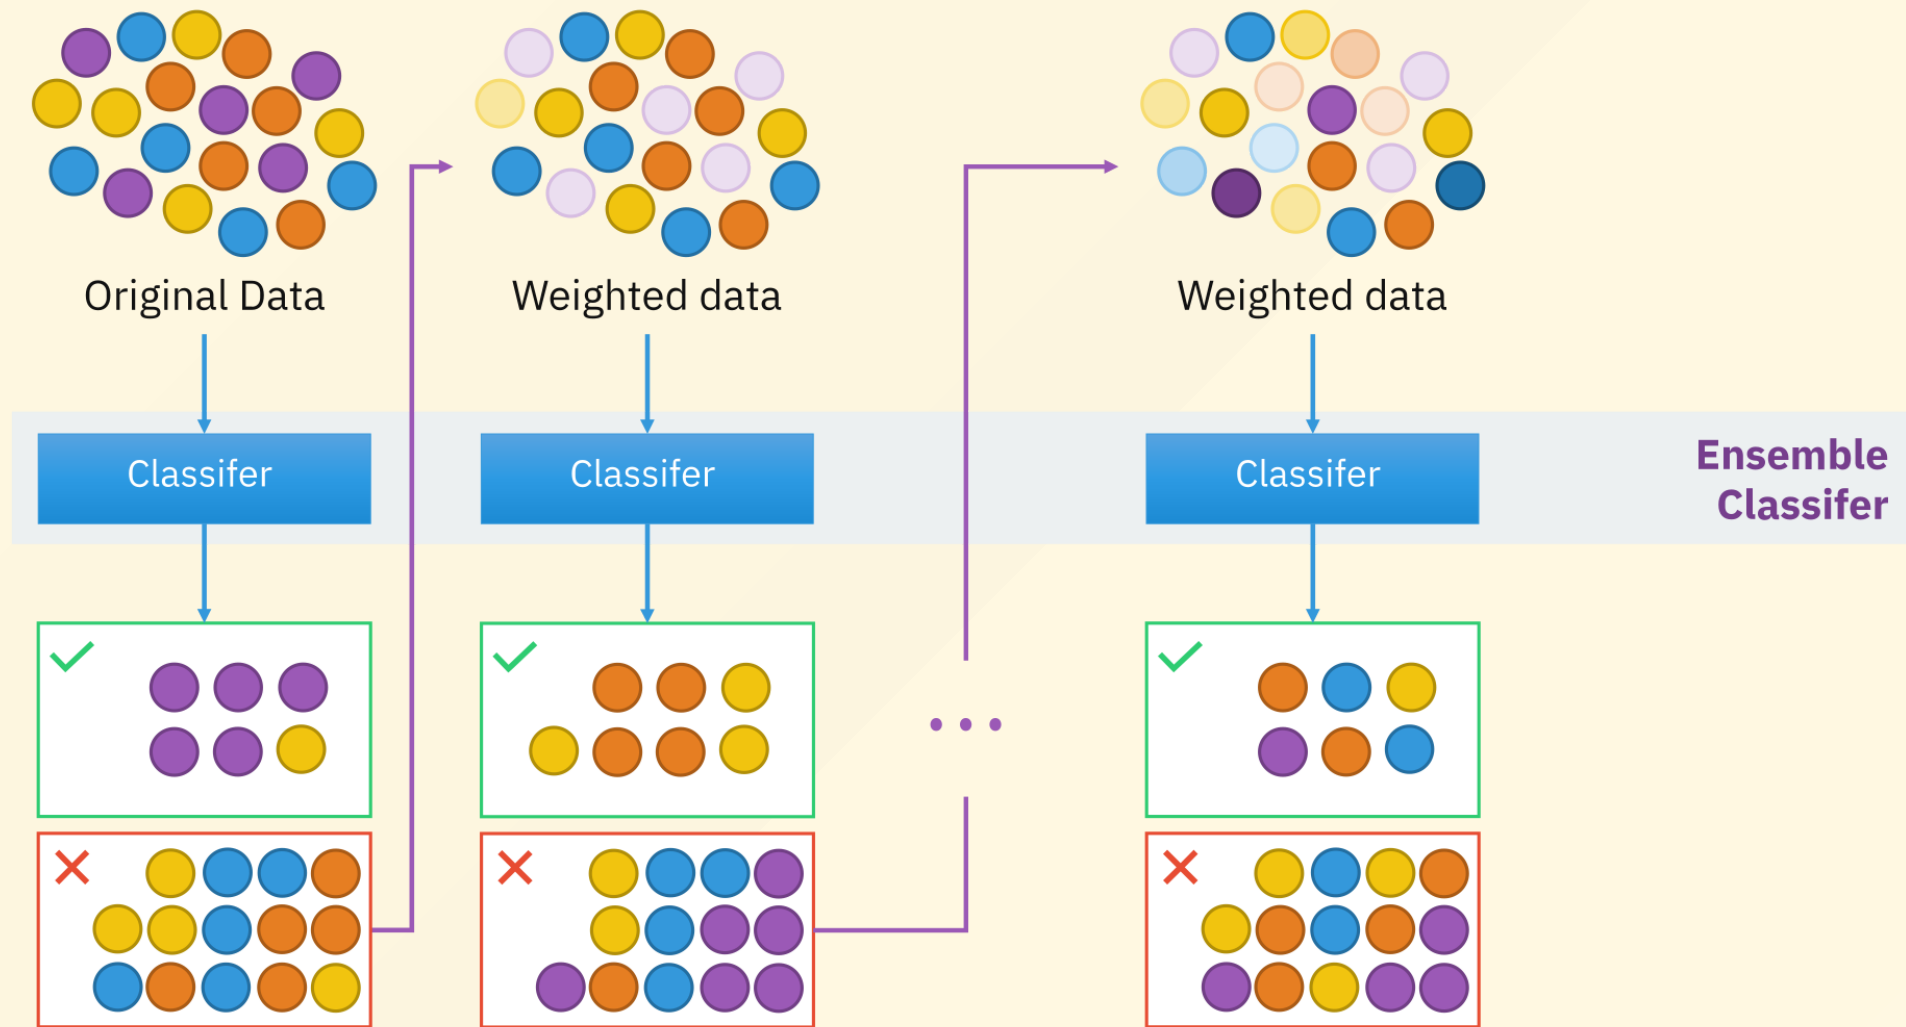 Original Data
Weighted data
Weighted data
Classifer
Classifer
Classifer
Ensemble
Classifer